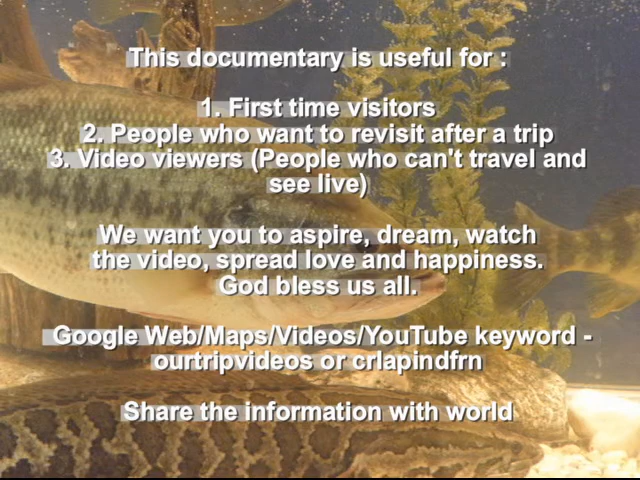 This documentary is useful for :
1. First time visitors
2. People who want to revisit after a trip
3. Video viewers (People who can't travel and
see live)
We want you to aspire, dream, watch
the video, spread love and happiness.
God bless us all.
Google Web/Maps/Videos/YouTube keyword -
ourtripvideos or crlapindfrn
Share the information with world